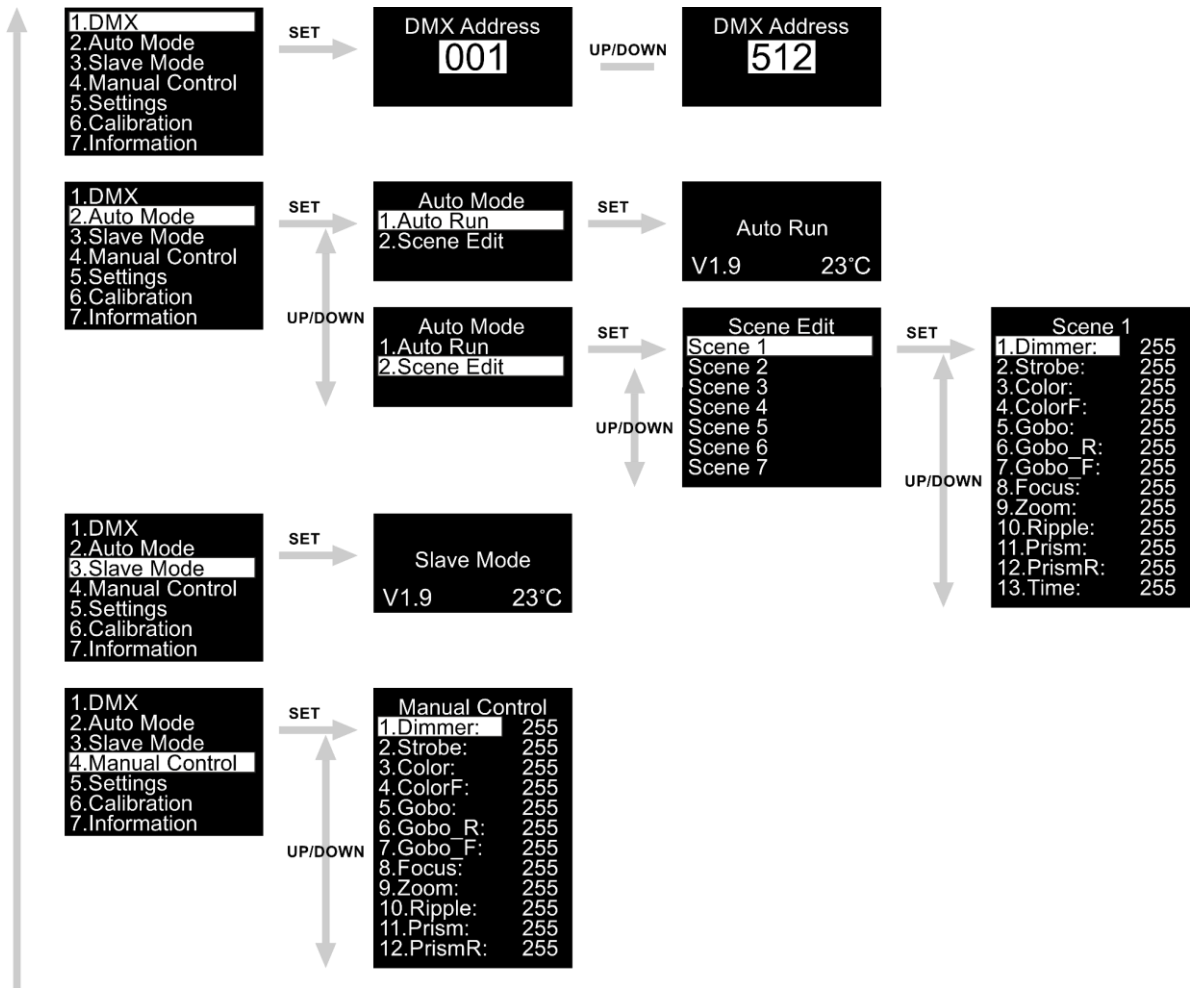 1.DMX
2.Auto Mode
3.Slave Mode
4.Manual Control
5.Settings
6.Calibration
7.Information
SET
DMX Address
001
UP/DOWN
DMX Address
512
1.DMX
2.Auto Mode
3.Slave Mode
4.Manual Control
5.Settings
6.Calibration
7.Information
SET
UP/DOWN
Auto Mode
1.Auto Run
2.Scene Edit
SET
Auto Run
V1.9 23°C
Auto Mode
1.Auto Run
2.Scene Edit
SET
UP/DOWN
Scene Edit
Scene 1
Scene 2
Scene 3
Scene 4
Scene 5
Scene 6
Scene 7
SET
UP/DOWN
Scene 1
1.Dimmer: 255
2.Strobe: 255
3.Color: 255
4.ColorF: 255
5.Gobo: 255
6.Gobo_R: 255
7.Gobo_F: 255
8.Focus: 255
9.Zoom: 255
10.Ripple: 255
11.Prism: 255
12.PrismR: 255
13.Time: 255
1.DMX
2.Auto Mode
3.Slave Mode
4.Manual Control
5.Settings
6.Calibration
7.Information
SET
Slave Mode
V1.9 23°C
1.DMX
2.Auto Mode
3.Slave Mode
4.Manual Control
5.Settings
6.Calibration
7.Information
SET
UP/DOWN
Manual Control
1.Dimmer: 255
2.Strobe: 255
3.Color: 255
4.ColorF: 255
5.Gobo: 255
6.Gobo_R: 255
7.Gobo_F: 255
8.Focus: 255
9.Zoom: 255
10.Ripple: 255
11.Prism: 255
12.PrismR: 255